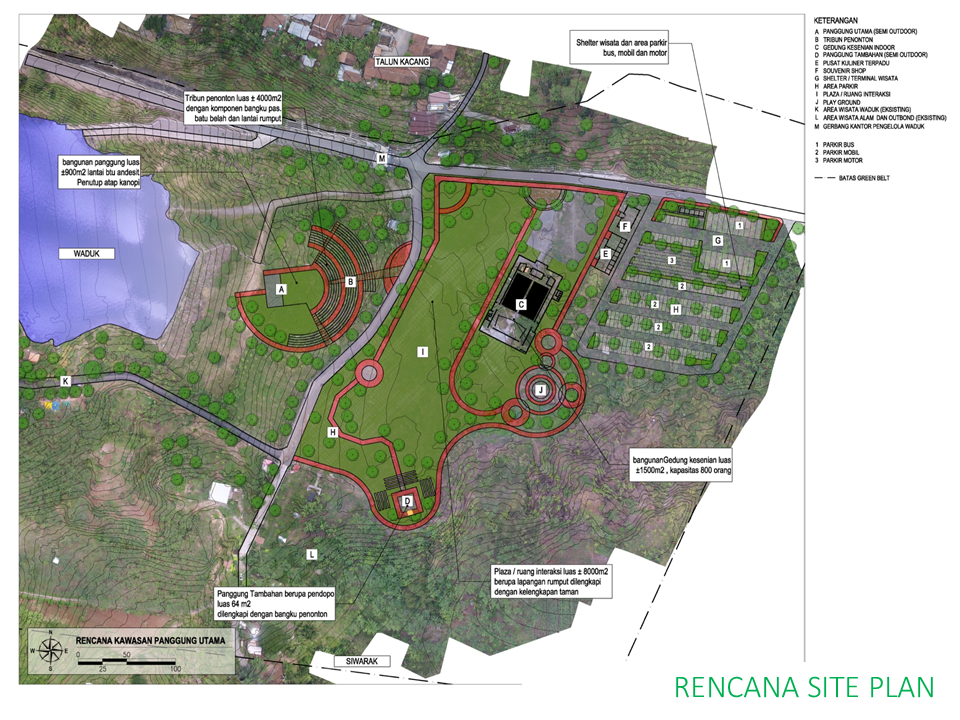 TALUN KACANG
Shelter wisata dan area parkir
bus, mobil dan motor
Tribun penonton luas ± 4000m2
dengan komponen bangku pas.
batu belah dan lantai rumput
bangunan panggung luas
±900m2 lantai btu andesit
Penutup atap kanopi
WADUK
M
A
B
K
I
H
D
L
C
E
F
J
G
H
1
1
3
2
2
2
2
bangunanGedung kesenian luas
±1500m2 , kapasitas 800 orang
Plaza / ruang interaksi luas ± 8000m2
berupa lapangan rumput dilengkapi
dengan kelengkapan taman
Panggung Tambahan berupa pendopo
luas 64 m2
dilengkapi dengan bangku penonton
SIWARAK
RENCANA KAWASAN PANGGUNG UTAMA
N
W E
S
0 50
25 100
KETERANGAN
A PANGGUNG UTAMA (SEMI OUTDOOR)
B TRIBUN PENONTON
C GEDUNG KESENIAN INDOOR
D PANGGUNG TAMBAHAN (SEMI OUTDOOR)
E PUSAT KULINER TERPADU
F SOUVENIR SHOP
G SHELTER / TERMINAL WISATA
H AREA PARKIR
I PLAZA / RUANG INTERAKSI
J PLAY GROUND
K AREA WISATA WADUK (EKSISTING)
L AREA WISATA ALAM DAN OUTBOND (EKSISTING)
M GERBANG KANTOR PENGELOLA WADUK
1 PARKIR BUS
2 PARKIR MOBIL
3 PARKIR MOTOR
BATAS GREEN BELT
RENCANA SITE PLAN